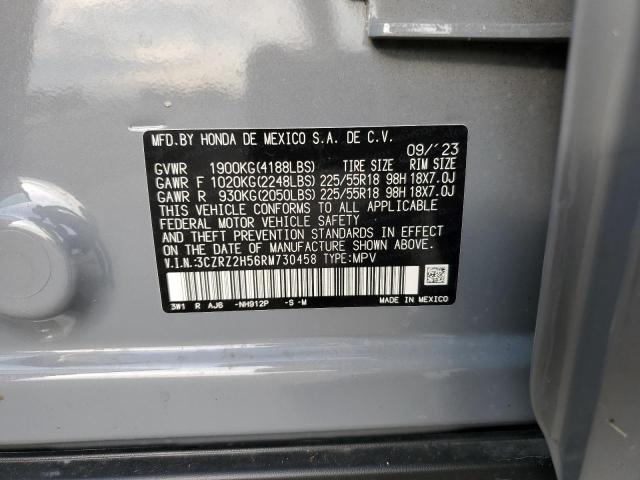 MFD.BY HONDA DE MEXICO S.A. DE C.V.
09/'23
GVWR 1900KG(4188LBS) TIRE SIZE RIM SIZE
GAWR F 1020KG(2248LBS) 225/55R18 98H 18X7.0J
GAWR R 930KG(2050LBS) 225/55R18 98H 18X7.0J
THIS VEHICLE CONFORMS TO ALL APPLICABLE
FEDERAL MOTOR VEHICLE SAFETY
AND THEFT PREVENTION STANDARDS IN EFFECT
ON THE DATE OF MANUFACTURE SHOWN ABOVE.
V.I.N.:3CZRZ2H56RM730458 TYPE:MPV
3W1 R AJ6 -NH912P -S -M MADE IN MEXICO